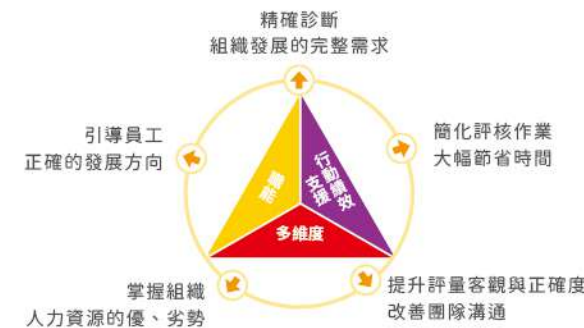 精確診斷
組織發展的完整需求
引導員工
正確的發展方向
簡化評核作業
大幅節省時間
職能
行動績效
支援
多維度
掌握組織
人力資源的優、劣勢
提升評量客觀與正確度
改善團隊溝通